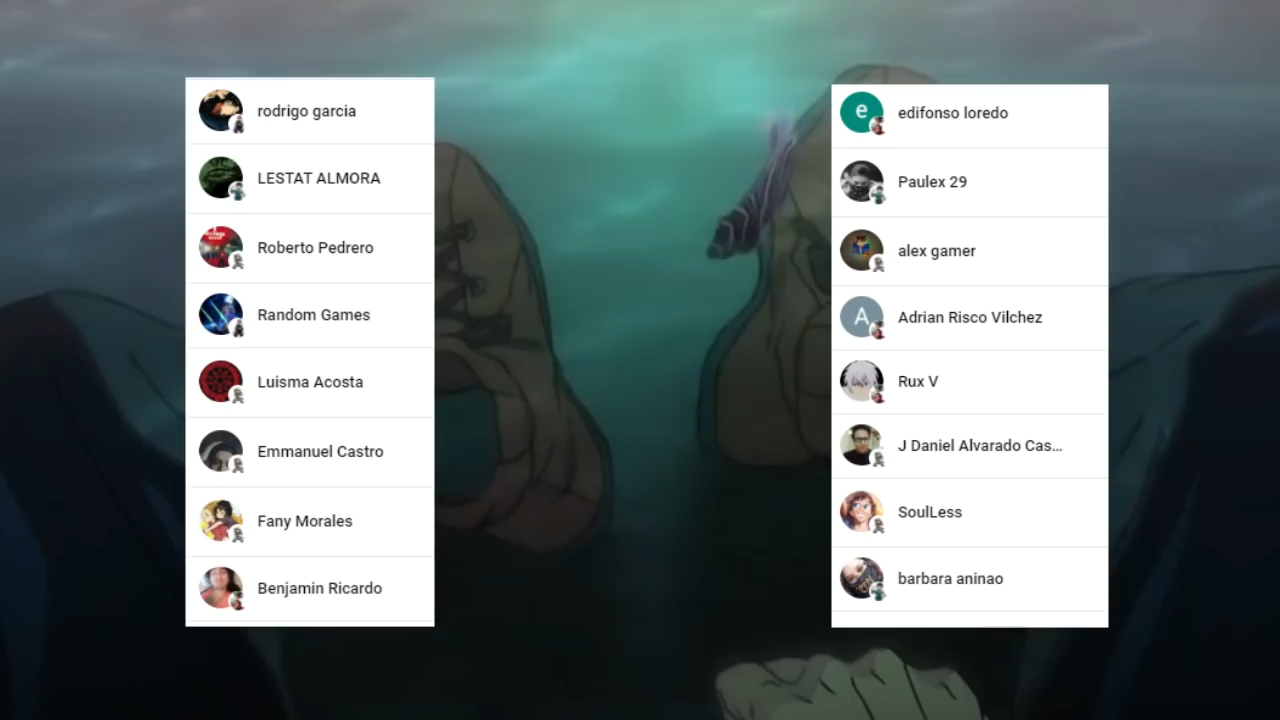 rodrigo garcia
LESTAT ALMORA
Roberto Pedrero
Random Games
Luisma Acosta
Emmanuel Castro
Fany Morales
Benjamin Ricardo
e
edifonso loredo
Paulex 29
alex gamer
A
Adrian Risco Vilchez
Rux V
J Daniel Alvarado Cas...
SoulLess
barbara aninao